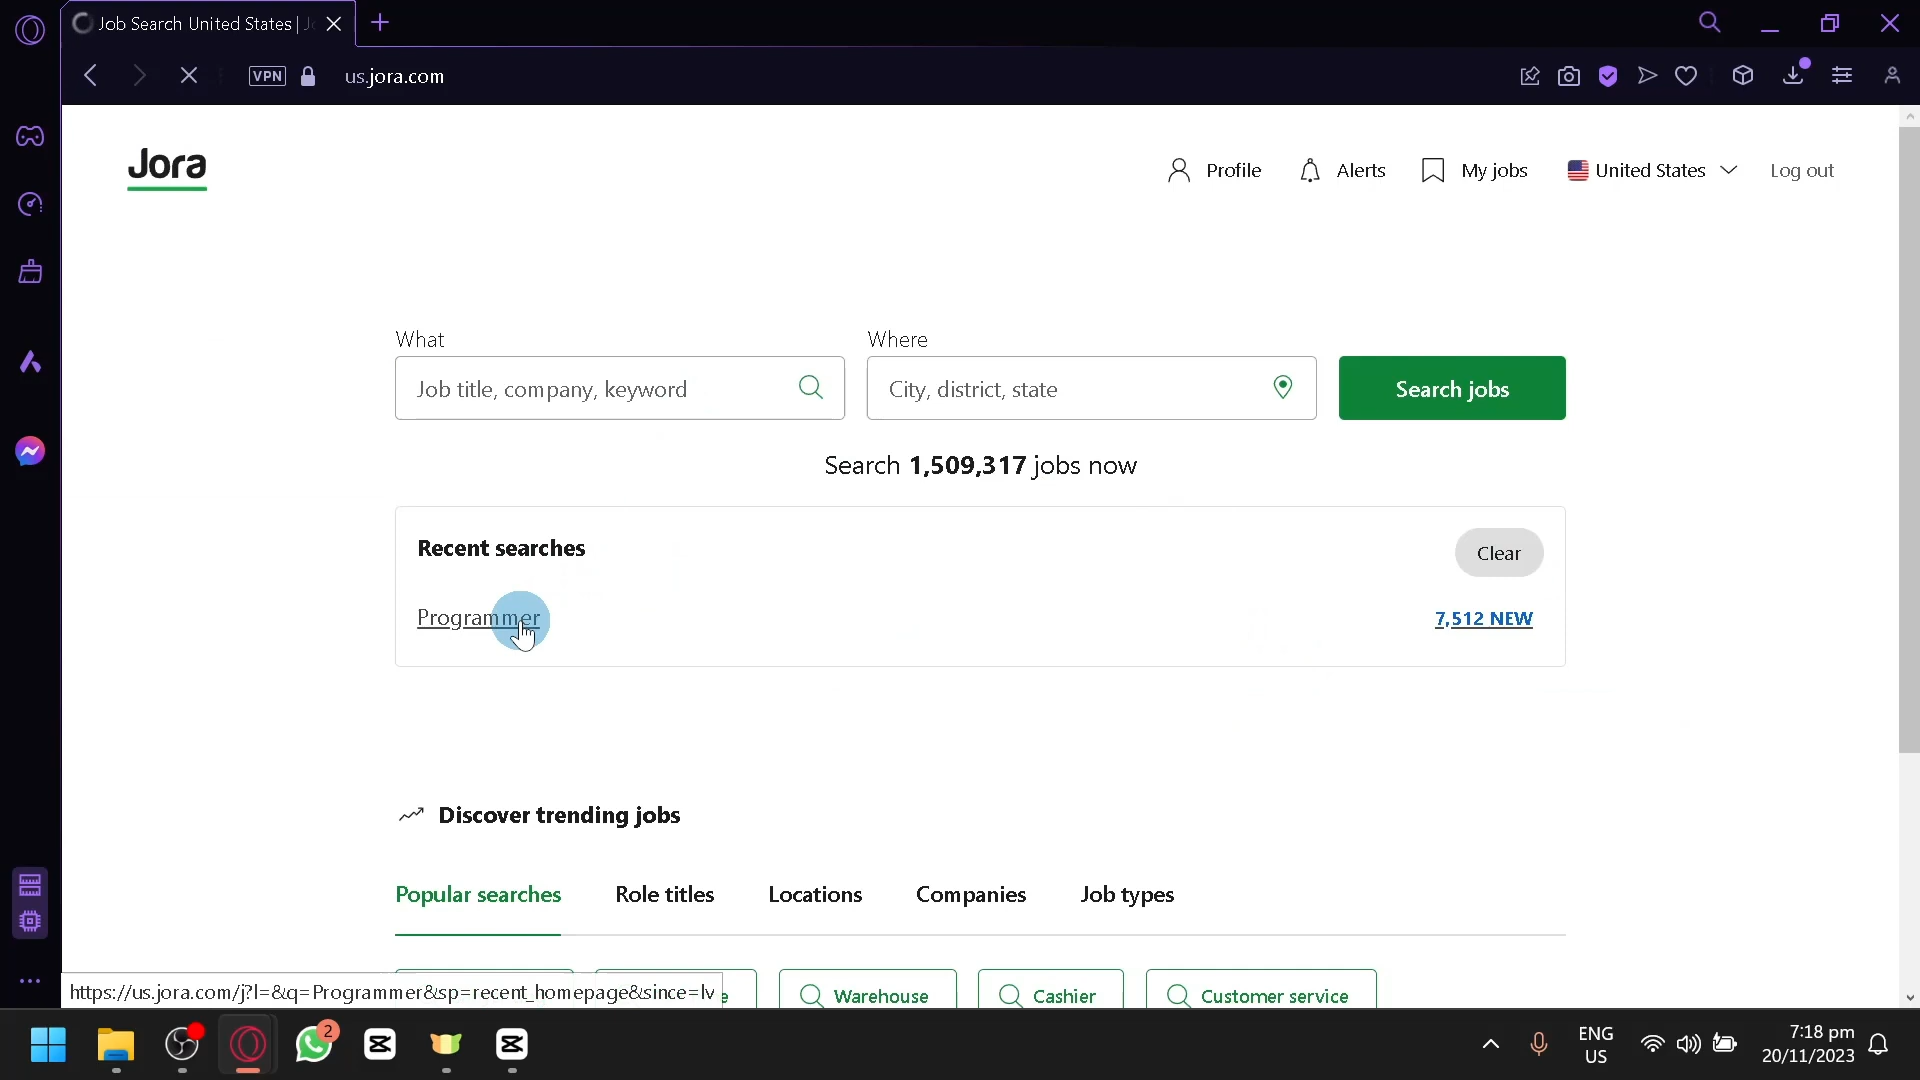 Job Search United States | Jo
VPN
us.jora.com
Jora
Profile
Alerts
My jobs
United States
Log out
What
Where
Job title, company, keyword
City, district, state
Search jobs
Search 1,509,317 jobs now
Recent searches
Clear
Programmer
7,512 NEW
Discover trending jobs
Popular searches
Role titles
Locations
Companies
Job types
https://us.jora.com/j?l=&q=Programmer&sp=recent_homepage&since=lv
e
Warehouse
Cashier
Customer service
2
ENG
US
7:18 pm
20/11/2023